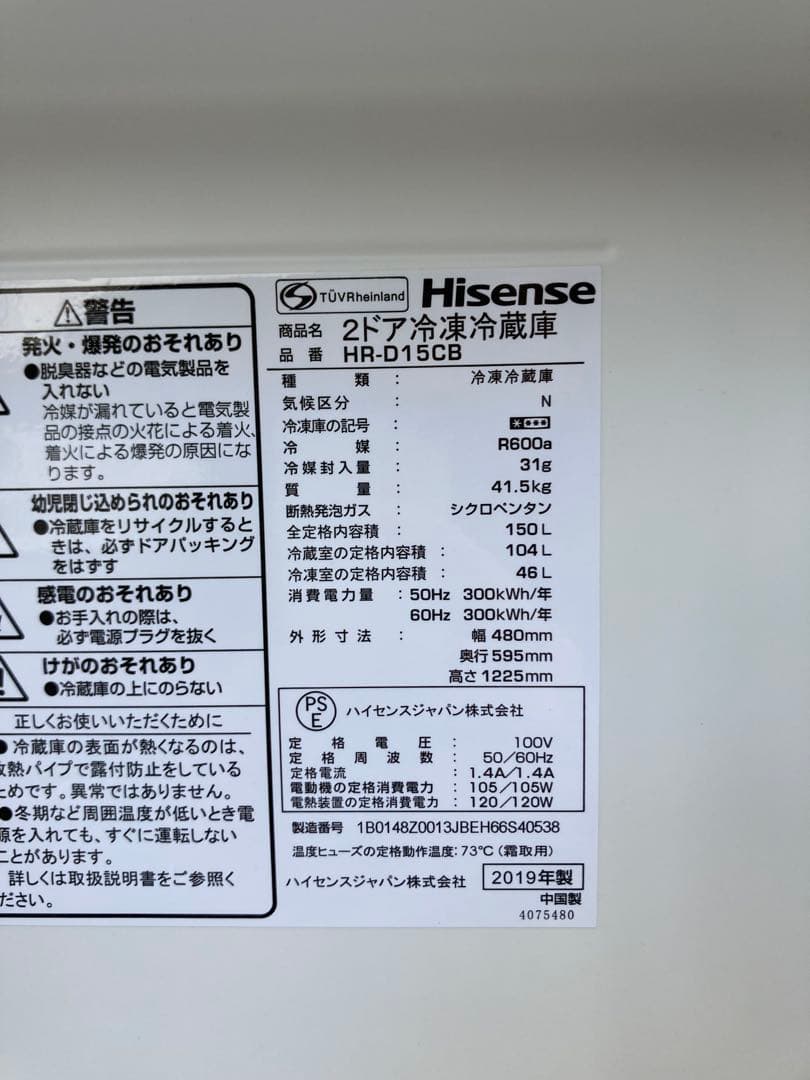 警告
発火・爆発のおそれあり
●脱臭器などの電気製品を
入れない
冷媒が漏れていると電気製
品の接点の火花による着火、
着火による爆発の原因にな
ります。
幼児閉じ込められのおそれあり
●冷蔵庫をリサイクルすると
きは、必ずドアパッキング
をはずす
感電のおそれあり
●お手入れの際は、
必ず電源プラグを抜く
けがのおそれあり
●冷蔵庫の上にのらない
正しくお使いいただくために
●冷蔵庫の表面が熱くなるのは、
放熱パイプで露付防止をしている
ためです。異常ではありません。
●冬期など周囲温度が低いとき電
源を入れても、すぐに運転しない
ことがあります。
詳しくは取扱説明書をご参照く
ださい。
TÜVRheinland Hisense
商品名 2ドア冷凍冷蔵庫
品番 HR-D15CB
種類 : 冷凍冷蔵庫
気候区分 : N
冷凍庫の記号 :
冷媒 : R600a
冷媒封入量 : 31g
質量 : 41.5kg
断熱発泡ガス : シクロペンタン
全定格内容積 : 150L
冷蔵室の定格内容積 : 104L
冷凍室の定格内容積 : 46L
消費電力量 : 50Hz 300kWh/年
60Hz 300kWh/年
外形寸法 : 幅 480mm
奥行 595mm
高さ 1225mm
PSE ハイセンスジャパン株式会社
定格電圧 : 100V
定格周波数 : 50/60Hz
定格電流 : 1.4A/1.4A
電動機の定格消費電力 : 105/105W
電熱装置の定格消費電力 : 120/120W
製造番号 1B0148Z0013JBEH66S40538
温度ヒューズの定格動作温度:73℃(霜取用)
ハイセンスジャパン株式会社 2019年製
中国製
4075480